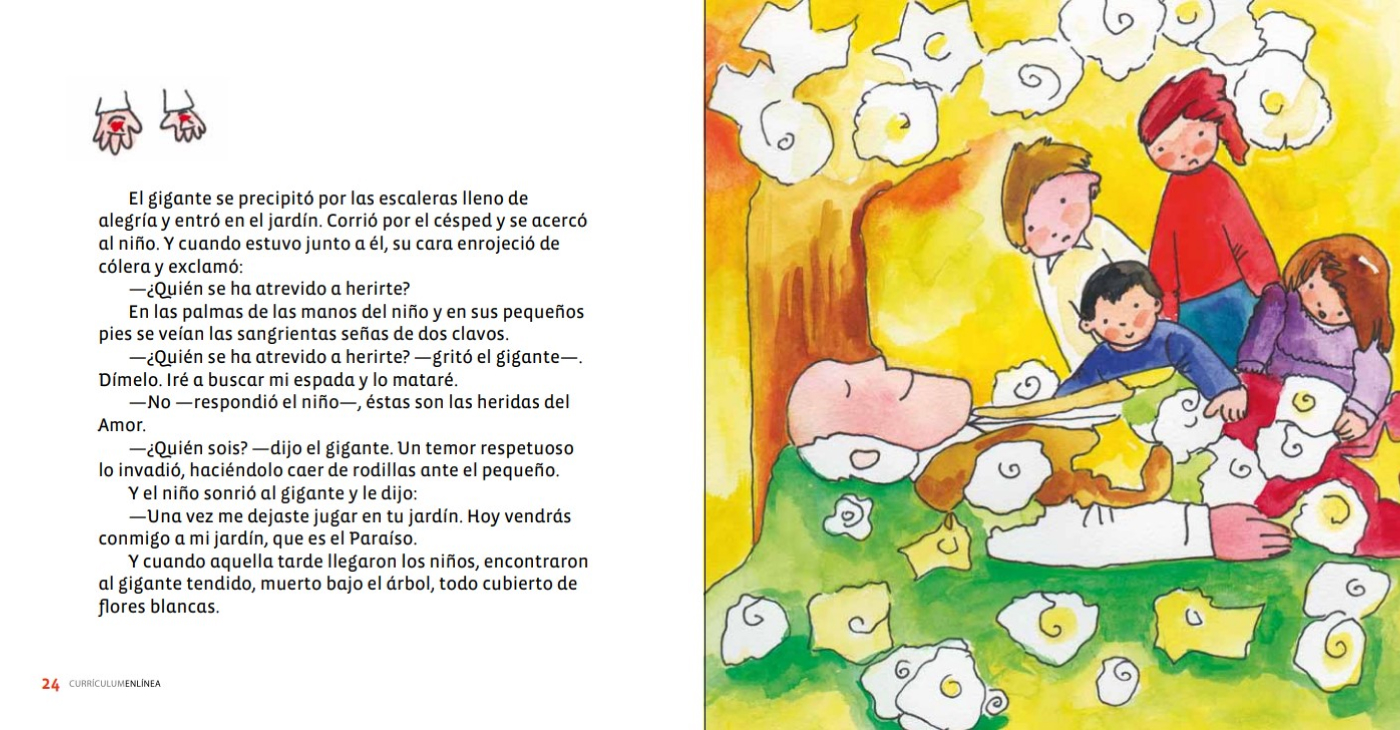 El gigante se precipitó por las escaleras lleno de
alegría y entró en el jardín. Corrió por el césped y se acercó
al niño. Y cuando estuvo junto a él, su cara enrojeció de
cólera y exclamó:
—¿Quién se ha atrevido a herirte?
En las palmas de las manos del niño y en sus pequeños
pies se veían las sangrientas señas de dos clavos.
—¿Quién se ha atrevido a herirte? —gritó el gigante—.
Dímelo. Iré a buscar mi espada y lo mataré.
—No —respondió el niño—, éstas son las heridas del
Amor.
—¿Quién sois? —dijo el gigante. Un temor respetuoso
lo invadió, haciéndolo caer de rodillas ante el pequeño.
Y el niño sonrió al gigante y le dijo:
—Una vez me dejaste jugar en tu jardín. Hoy vendrás
conmigo a mi jardín, que es el Paraíso.
Y cuando aquella tarde llegaron los niños, encontraron
al gigante tendido, muerto bajo el árbol, todo cubierto de
flores blancas.
24 CURRÍCULUMENLÍNEA